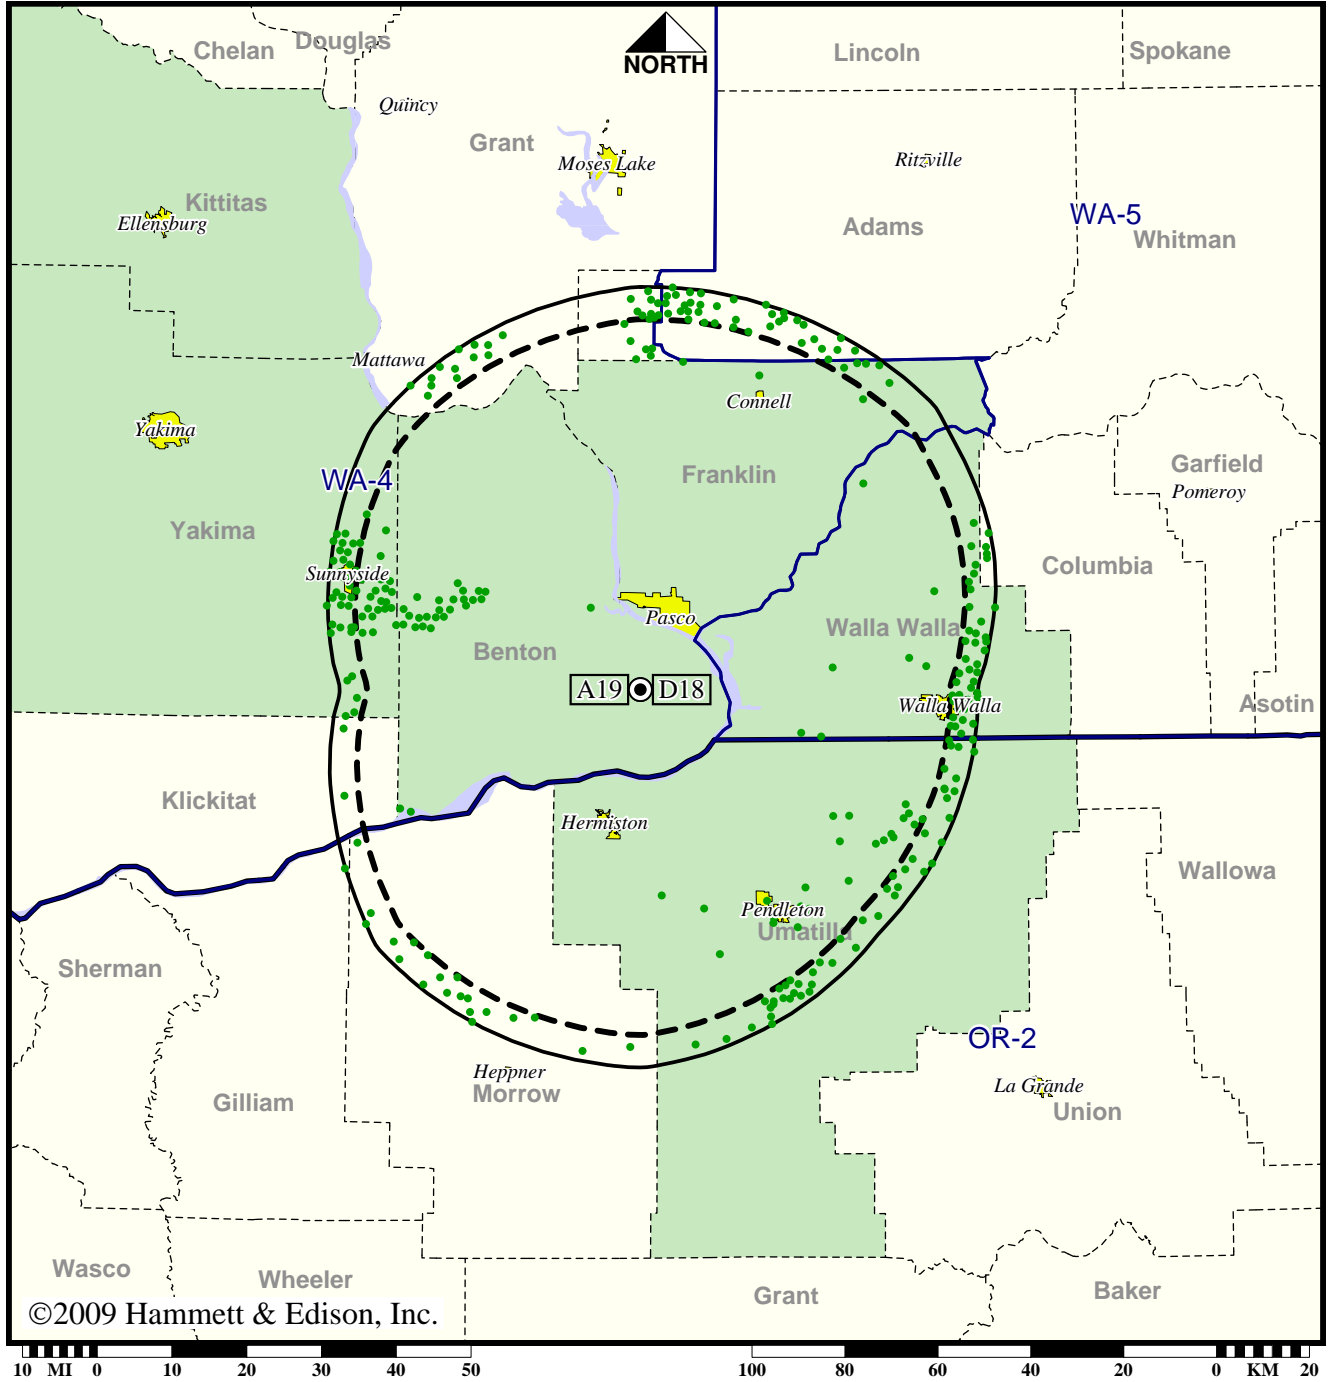 Chelan
Douglas
Lincoln
Spokane
NORTH
Quincy
Grant
Moses Lake
Ritzville
Kittitas
Ellensburg
Adams
WA-5
Whitman
Mattawa
Connell
Yakima
WA-4
Franklin
Garfield
Pomeroy
Yakima
Sunnyside
Columbia
Pasco
Walla Walla
Benton
A19
D18
Walla Walla
Asotin
Klickitat
Hermiston
Wallowa
Pendleton
Umatilla
Sherman
OR-2
Heppner
Morrow
La Grande
Union
Gilliam
Wasco
Wheeler
Grant
Baker
©2009 Hammett & Edison, Inc.
10 MI 0 10 20 30 40 50
100 80 60 40 20 0 KM 20